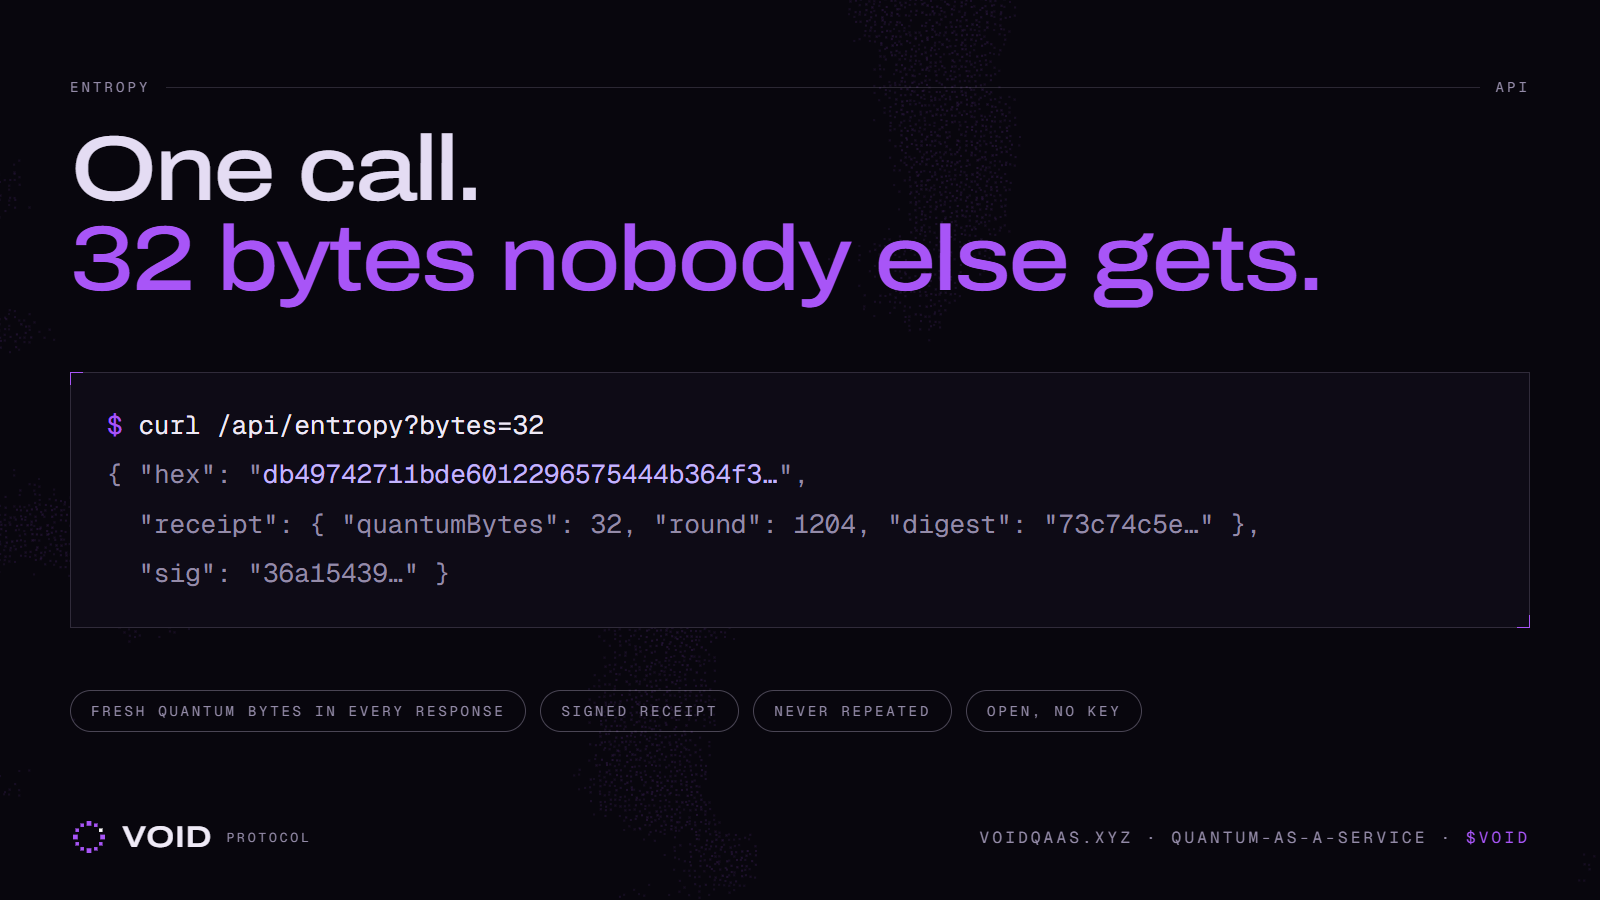 ENTROPY API
One call.
32 bytes nobody else gets.
$ curl /api/entropy?bytes=32
{ "hex": "db49742711bde6012296575444b364f3…",
"receipt": { "quantumBytes": 32, "round": 1204, "digest": "73c74c5e…" },
"sig": "36a15439…" }
FRESH QUANTUM BYTES IN EVERY RESPONSE SIGNED RECEIPT NEVER REPEATED OPEN, NO KEY
VOID PROTOCOL VOIDQAAS.XYZ · QUANTUM-AS-A-SERVICE · $VOID